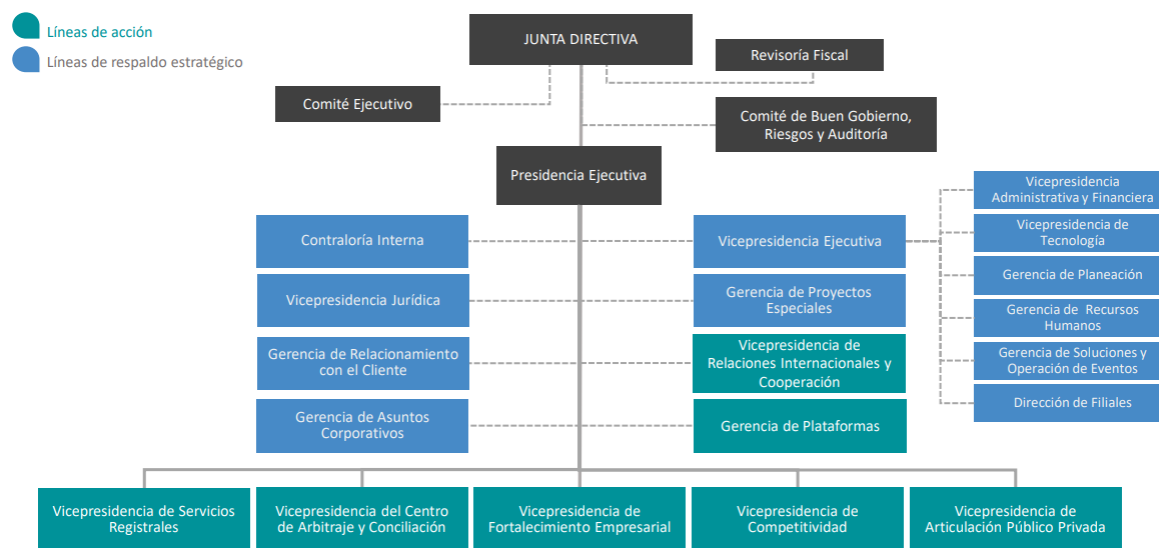 Líneas de acción
Líneas de respaldo estratégico
JUNTA DIRECTIVA
Revisoría Fiscal
Comité Ejecutivo
Comité de Buen Gobierno,
Riesgos y Auditoría
Presidencia Ejecutiva
Contraloría Interna
Vicepresidencia Ejecutiva
Vicepresidencia Jurídica
Gerencia de Proyectos
Especiales
Gerencia de Relacionamiento
con el Cliente
Vicepresidencia de
Relaciones Internacionales y
Cooperación
Gerencia de Asuntos
Corporativos
Gerencia de Plataformas
Vicepresidencia
Administrativa y Financiera
Vicepresidencia de
Tecnología
Gerencia de Planeación
Gerencia de Recursos
Humanos
Gerencia de Soluciones y
Operación de Eventos
Dirección de Filiales
Vicepresidencia de Servicios
Registrales
Vicepresidencia del Centro
de Arbitraje y Conciliación
Vicepresidencia de
Fortalecimiento Empresarial
Vicepresidencia de
Competitividad
Vicepresidencia de
Articulación Público Privada